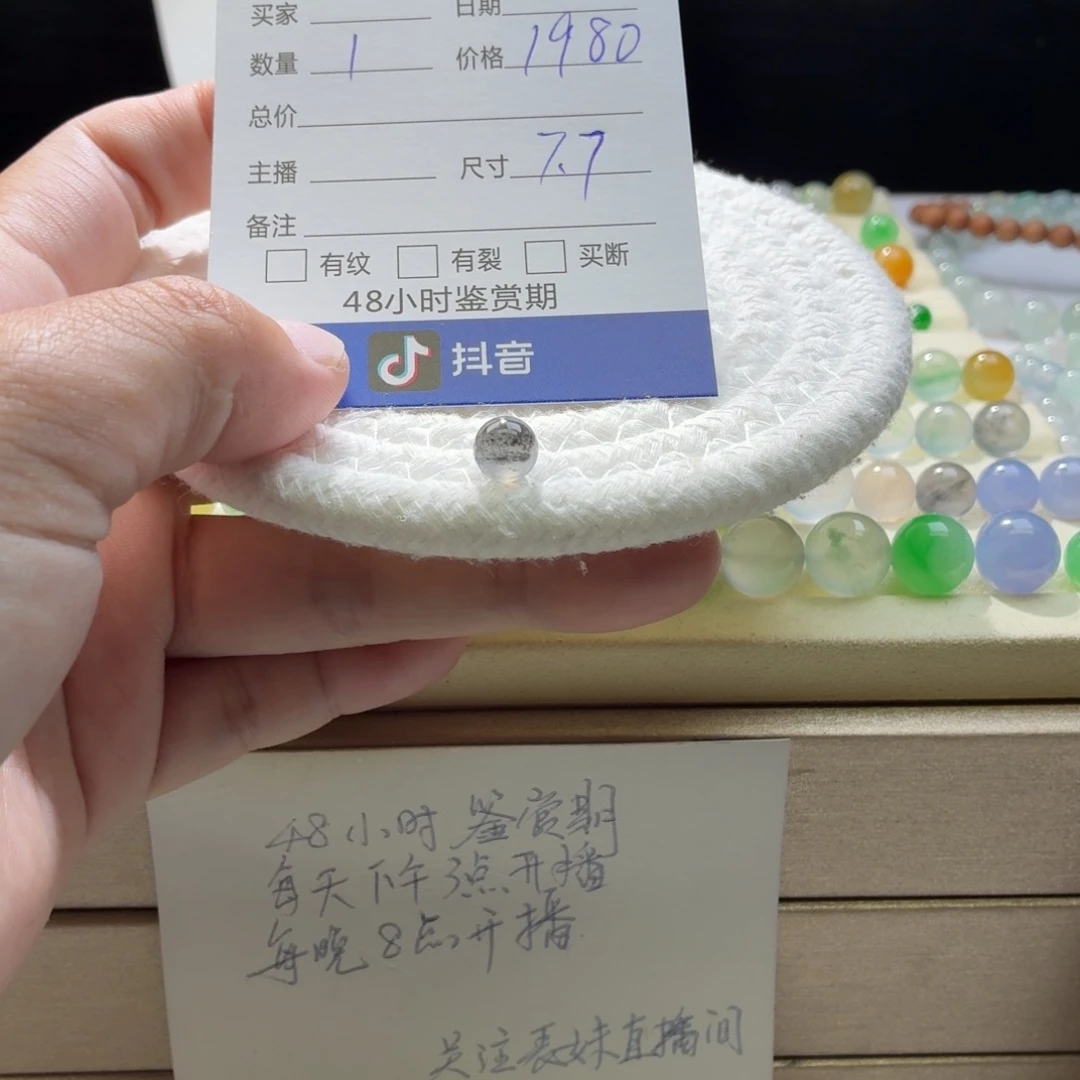 买家 日期
数量 1 价格 1980
总价
主播 尺寸 7.7
备注
有纹 有裂 买断
48小时鉴赏期
抖音
48小时鉴赏期
每天下午3点开播
每晚8点开播
关注表妹直播间